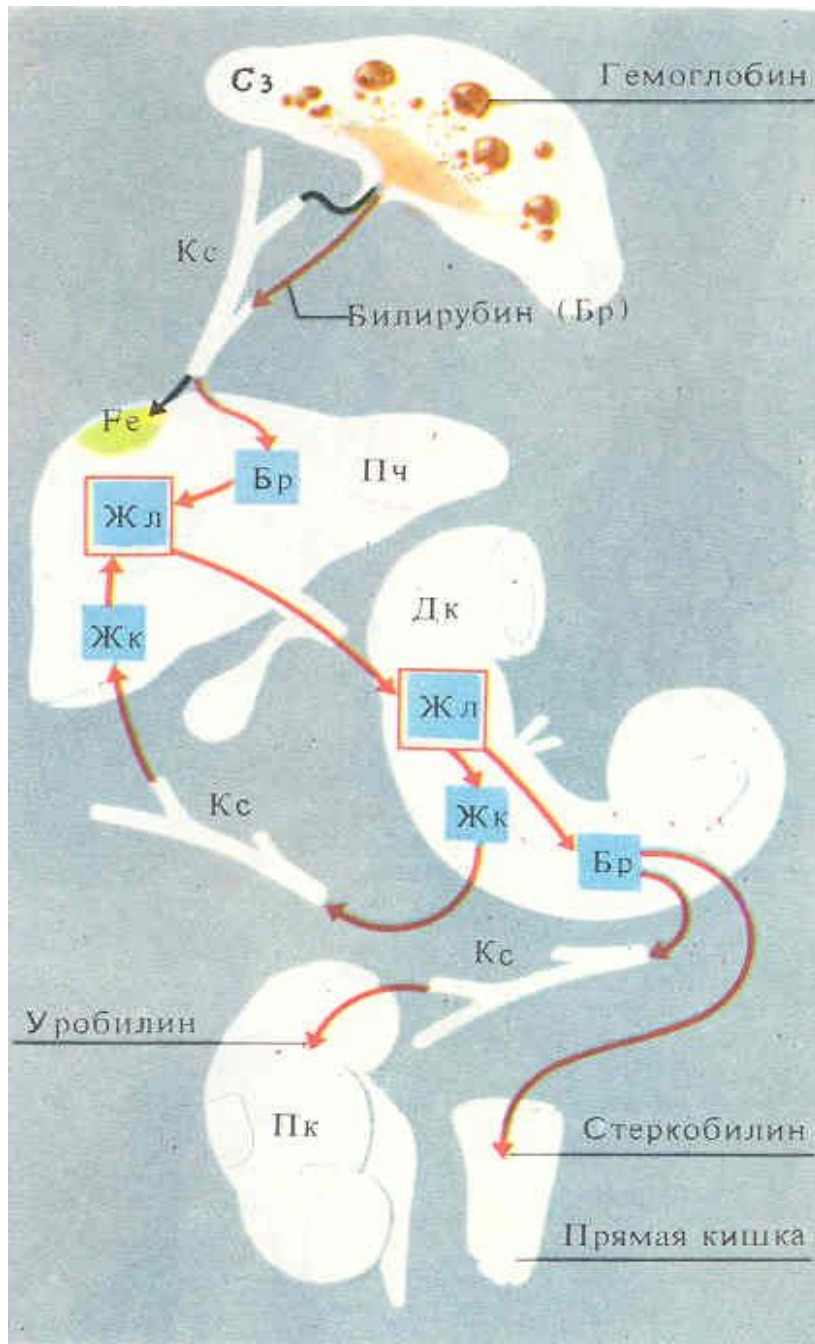 Сз
Гемоглобин
Кс
Билирубин (Бр)
Fe
Бр
Пч
Жл
Дк
Жк
Жл
Кс
Жк
Бр
Кс
Уробилин
Пк
Стеркобилин
Прямая кишка